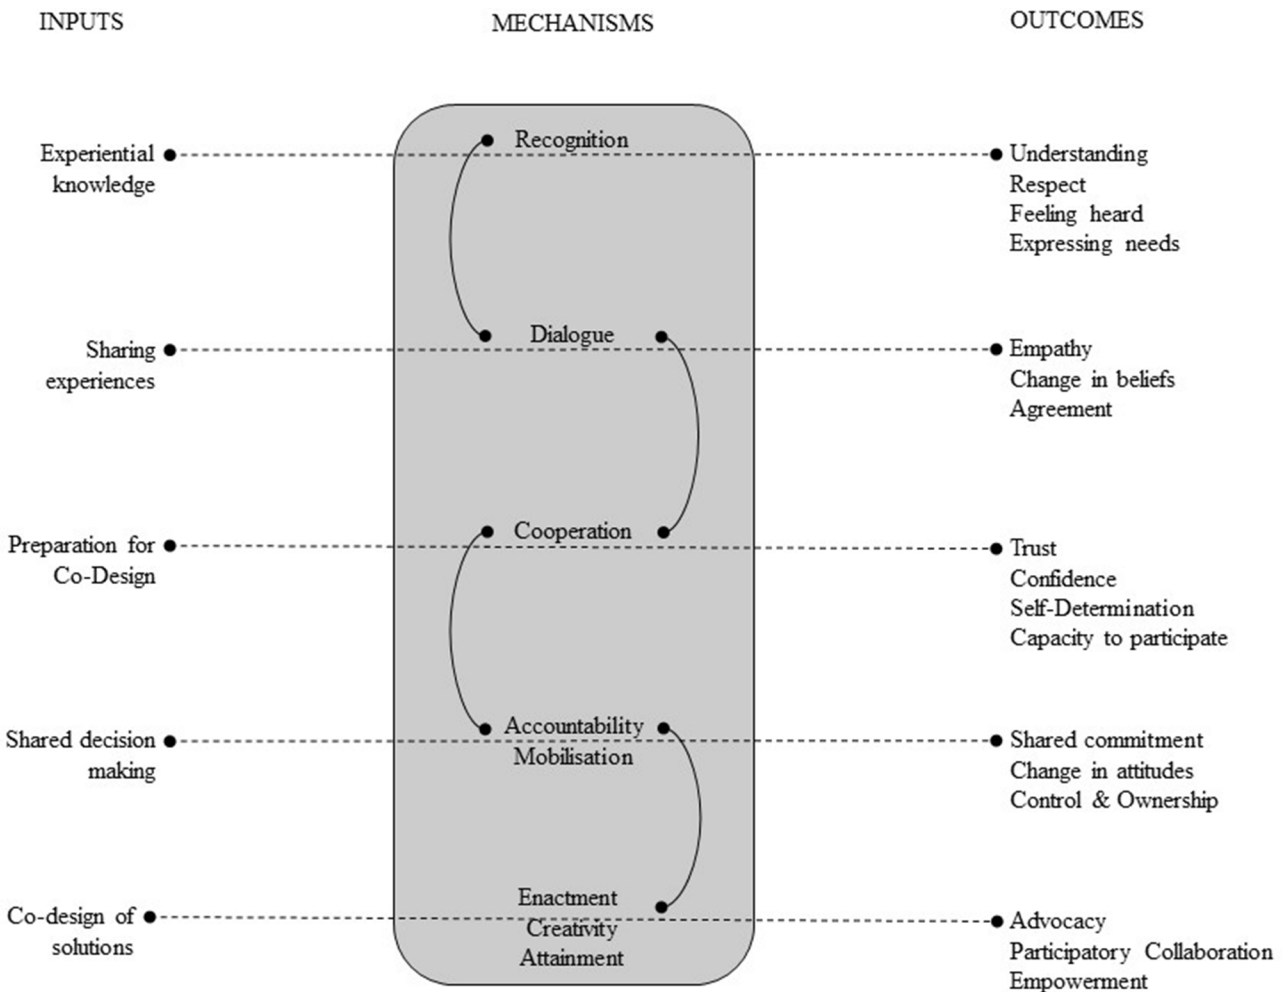 INPUTS
MECHANISMS
OUTCOMES
Experiential
knowledge
Recognition
Understanding
Respect
Feeling heard
Expressing needs
Sharing
experiences
Dialogue
Empathy
Change in beliefs
Agreement
Preparation for
Co-Design
Cooperation
Trust
Confidence
Self-Determination
Capacity to participate
Shared decision
making
Accountability
Mobilisation
Shared commitment
Change in attitudes
Control & Ownership
Co-design of
solutions
Enactment
Creativity
Attainment
Advocacy
Participatory Collaboration
Empowerment